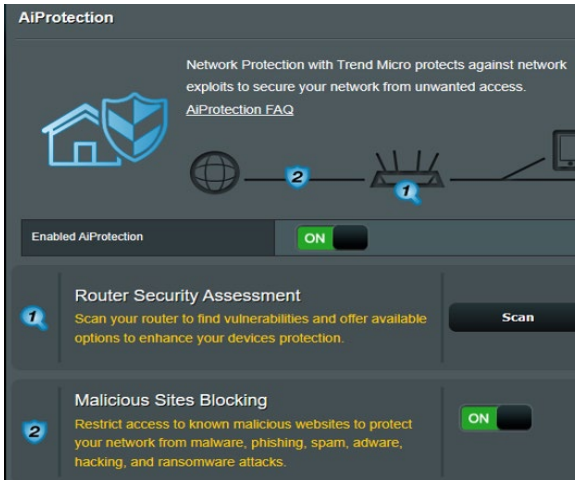 AiProtection
Network Protection with Trend Micro protects against network
exploits to secure your network from unwanted access.
AiProtection FAQ
2
1
Enabled AiProtection
ON
1
Router Security Assessment
Scan your router to find vulnerabilities and offer available
options to enhance your devices protection.
Scan
2
Malicious Sites Blocking
Restrict access to known malicious websites to protect
your network from malware, phishing, spam, adware,
hacking, and ransomware attacks.
ON